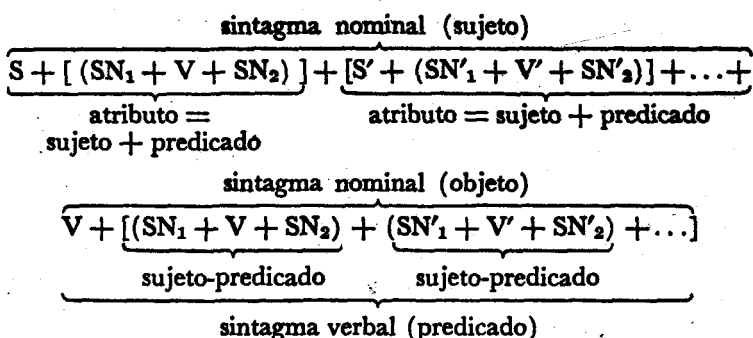 sintagma nominal (sujeto)
S + [ (SN₁ + V + SN₂) ] + [S′ + (SN′₁ + V′ + SN′₂)] + ... +
atributo = atributo = sujeto + predicado
sujeto + predicado
sintagma nominal (objeto)
V + [(SN₁ + V + SN₂) + (SN′₁ + V′ + SN′₂) + ...]
sujeto-predicado sujeto-predicado
sintagma verbal (predicado)